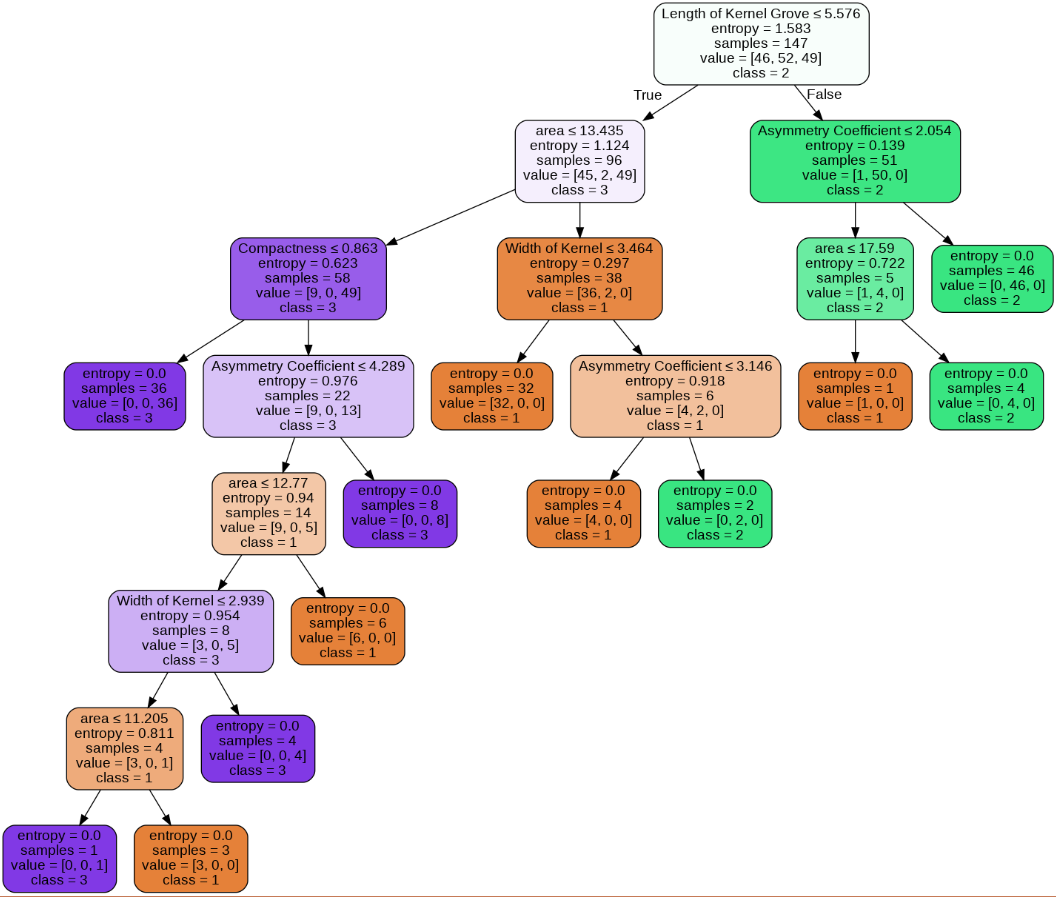 Length of Kernel Grove ≤ 5.576
entropy = 1.583
samples = 147
value = [46, 52, 49]
class = 2
True
False
area ≤ 13.435
entropy = 1.124
samples = 96
value = [45, 2, 49]
class = 3
Asymmetry Coefficient ≤ 2.054
entropy = 0.139
samples = 51
value = [1, 50, 0]
class = 2
Compactness ≤ 0.863
entropy = 0.623
samples = 58
value = [9, 0, 49]
class = 3
Width of Kernel ≤ 3.464
entropy = 0.297
samples = 38
value = [36, 2, 0]
class = 1
area ≤ 17.59
entropy = 0.722
samples = 5
value = [1, 4, 0]
class = 2
entropy = 0.0
samples = 46
value = [0, 46, 0]
class = 2
entropy = 0.0
samples = 36
value = [0, 0, 36]
class = 3
Asymmetry Coefficient ≤ 4.289
entropy = 0.976
samples = 22
value = [9, 0, 13]
class = 3
entropy = 0.0
samples = 32
value = [32, 0, 0]
class = 1
Asymmetry Coefficient ≤ 3.146
entropy = 0.918
samples = 6
value = [4, 2, 0]
class = 1
entropy = 0.0
samples = 1
value = [1, 0, 0]
class = 1
entropy = 0.0
samples = 4
value = [0, 4, 0]
class = 2
area ≤ 12.77
entropy = 0.94
samples = 14
value = [9, 0, 5]
class = 1
entropy = 0.0
samples = 8
value = [0, 0, 8]
class = 3
entropy = 0.0
samples = 4
value = [4, 0, 0]
class = 1
entropy = 0.0
samples = 2
value = [0, 2, 0]
class = 2
Width of Kernel ≤ 2.939
entropy = 0.954
samples = 8
value = [3, 0, 5]
class = 3
entropy = 0.0
samples = 6
value = [6, 0, 0]
class = 1
area ≤ 11.205
entropy = 0.811
samples = 4
value = [3, 0, 1]
class = 1
entropy = 0.0
samples = 4
value = [0, 0, 4]
class = 3
entropy = 0.0
samples = 1
value = [0, 0, 1]
class = 3
entropy = 0.0
samples = 3
value = [3, 0, 0]
class = 1